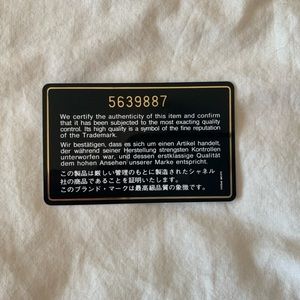 5639887
We certify the authenticity of this item and confirm
that it has been subjected to the most exacting quality
control. Its high quality is a symbol of the fine reputation
of the Trademark.
Wir bestätigen, dass es sich um einen Artikel handelt,
der während seiner Herstellung strengsten Kontrollen
unterworfen war, und dessen erstklassige Qualität
dem hohen Ansehen unserer Marke entspricht.
この製品は厳しい管理のもとに製造されたシャネル
社の商品であることを証明いたします。
このブランド・マークは最高級品質の象徴です。